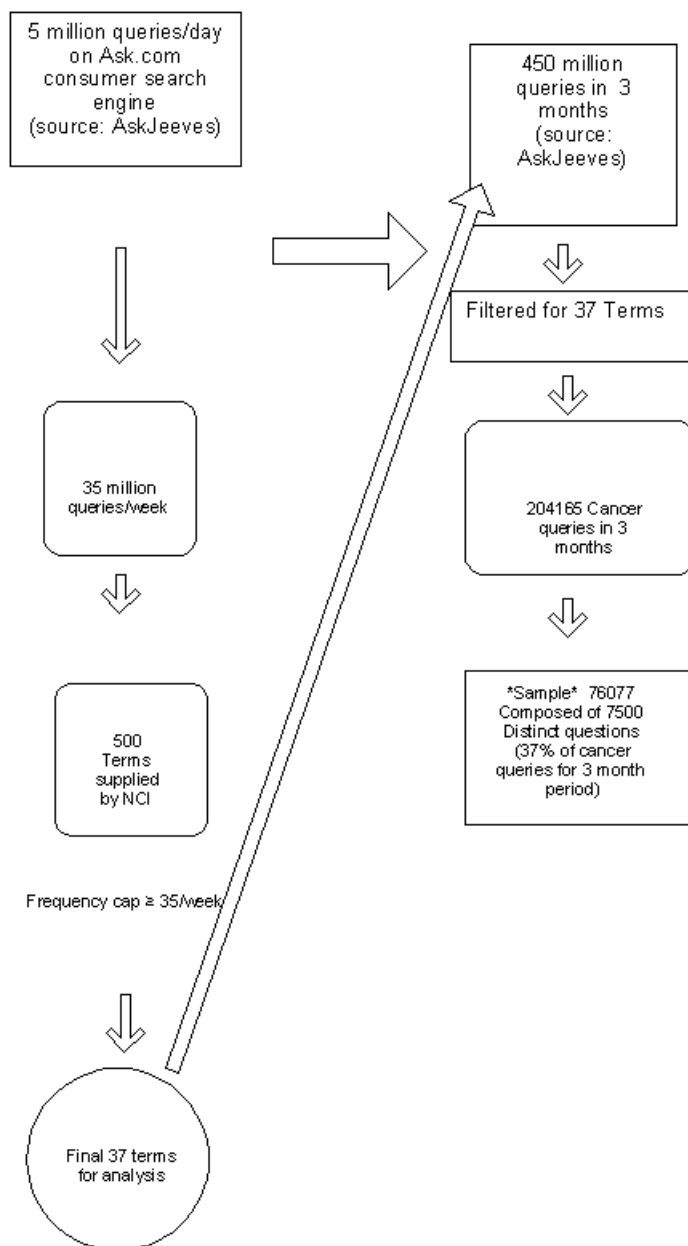 5 million queries/day
on Ask.com
consumer search
engine
(source: AskJeeves)
450 million
queries in 3
months
(source:
AskJeeves)
Filtered for 37 Terms
35 million
queries/week
204165 Cancer
queries in 3
months
500
Terms
supplied
by NCI
*Sample* 76077
Composed of 7500
Distinct questions
(37% of cancer
queries for 3 month
period)
Frequency cap ≥ 35/week
Final 37 terms
for analysis